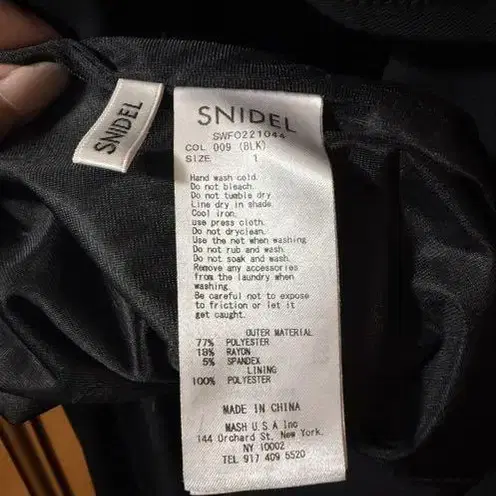 SNIDEL
SNIDEL
SWFO221044
COL 009 (BLK)
SIZE 1
Hand wash cold.
Do not bleach.
Do not tumble dry.
Line dry in shade.
Cool iron.
use press cloth.
Do not dryclean.
Use the net when washing
Do not rub and wash.
Do not soak and wash.
Remove any accessories
from the laundry when
washing.
Be careful not to expose
to friction or let it
get caught.
OUTER MATERIAL
77% POLYESTER
18% RAYON
5% SPANDEX
LINING
100% POLYESTER
MADE IN CHINA
MASH U S A Inc
144 Orchard St. New York.
NY 10002
TEL 917 409 5520